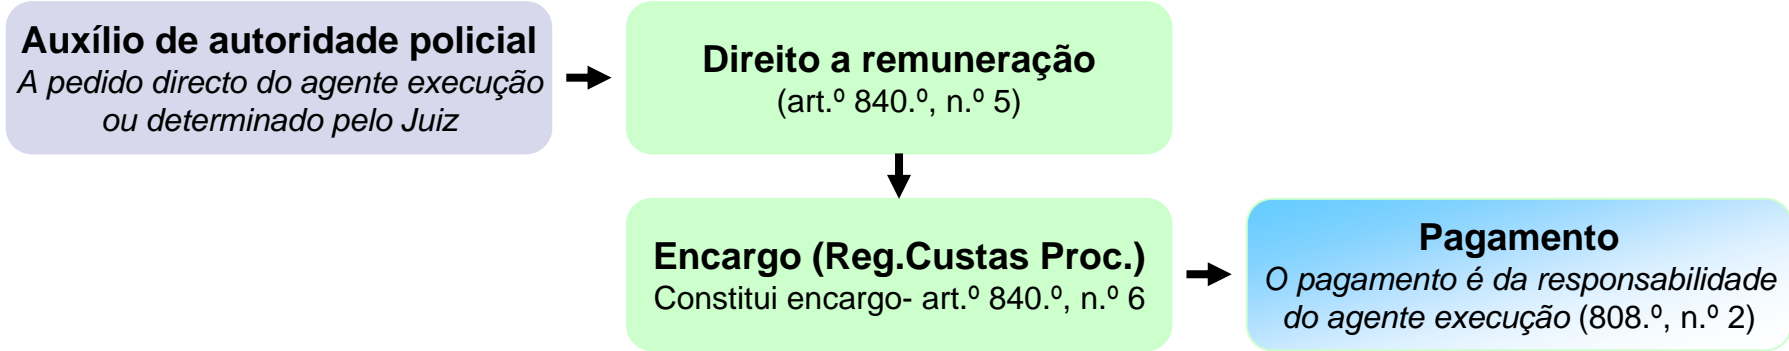 Auxílio de autoridade policial
A pedido directo do agente execução
ou determinado pelo Juiz
Direito a remuneração
(art.º 840.º, n.º 5)
Encargo (Reg.Custas Proc.)
Constitui encargo- art.º 840.º, n.º 6
Pagamento
O pagamento é da responsabilidade
do agente execução (808.º, n.º 2)